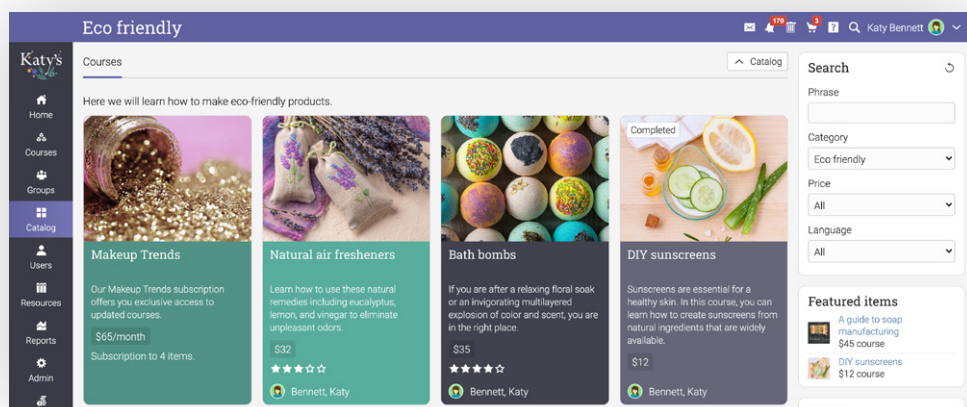 Eco friendly
170
3
Katy Bennett
Katy's
Home
Courses
Groups
Catalog
Users
Resources
Reports
Admin
Courses
Catalog
Here we will learn how to make eco-friendly products.
Makeup Trends
Our Makeup Trends subscription
offers you exclusive access to
updated courses.
$65/month
Subscription to 4 items.
Natural air fresheners
Learn how to use these natural
remedies including eucalyptus,
lemon, and vinegar to eliminate
unpleasant odors.
$32
Bennett, Katy
Bath bombs
If you are after a relaxing floral soak
or an invigorating multilayered
explosion of color and scent, you are
in the right place.
$35
Bennett, Katy
Completed
DIY sunscreens
Sunscreens are essential for a
healthy skin. In this course, you can
learn how to create sunscreens from
natural ingredients that are widely
available.
$12
Bennett, Katy
Search
Phrase
Category
Eco friendly
Price
All
Language
All
Featured items
A guide to soap
manufacturing
$45 course
DIY sunscreens
$12 course